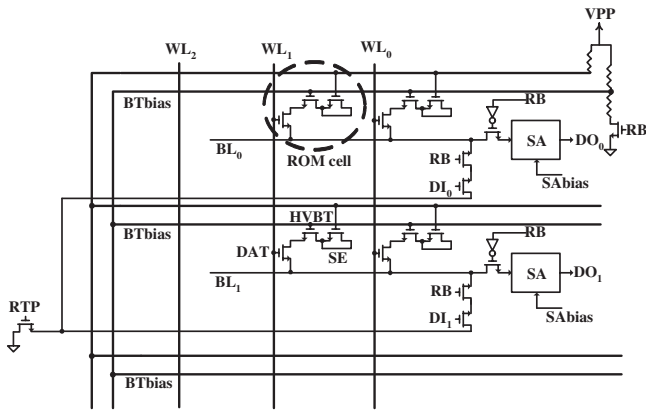 VPP
WL2
WL1
WL0
BTbias
RB
RB
SA
DO0
ROM cell
BL0
RB
DI0
SAbias
HVBT
BTbias
RB
DAT
SE
SA
DO1
BL1
RB
DI1
SAbias
RTP
BTbias